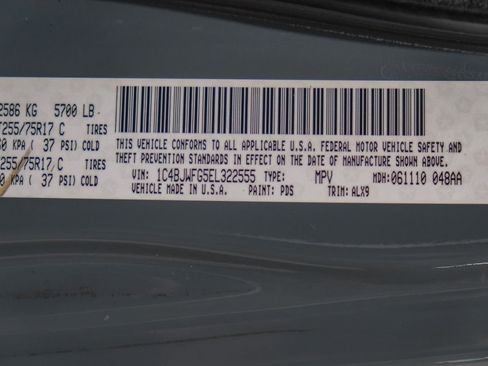 2586 KG 5700 LB
255/75R17 C TIRES
KPA ( 37 PSI) COLD
255/75R17 C TIRES
KPA ( 37 PSI) COLD
THIS VEHICLE CONFORMS TO ALL APPLICABLE U.S.A. FEDERAL MOTOR VEHICLE SAFETY AND
THEFT PREVENTION STANDARDS IN EFFECT ON THE DATE OF MANUFACTURE SHOWN ABOVE.
VIN: 1C4BJWFG5EL322555 TYPE: MPV MDH: 061110 048AA
VEHICLE MADE IN U.S.A. PAINT: PDS TRIM: ALX9